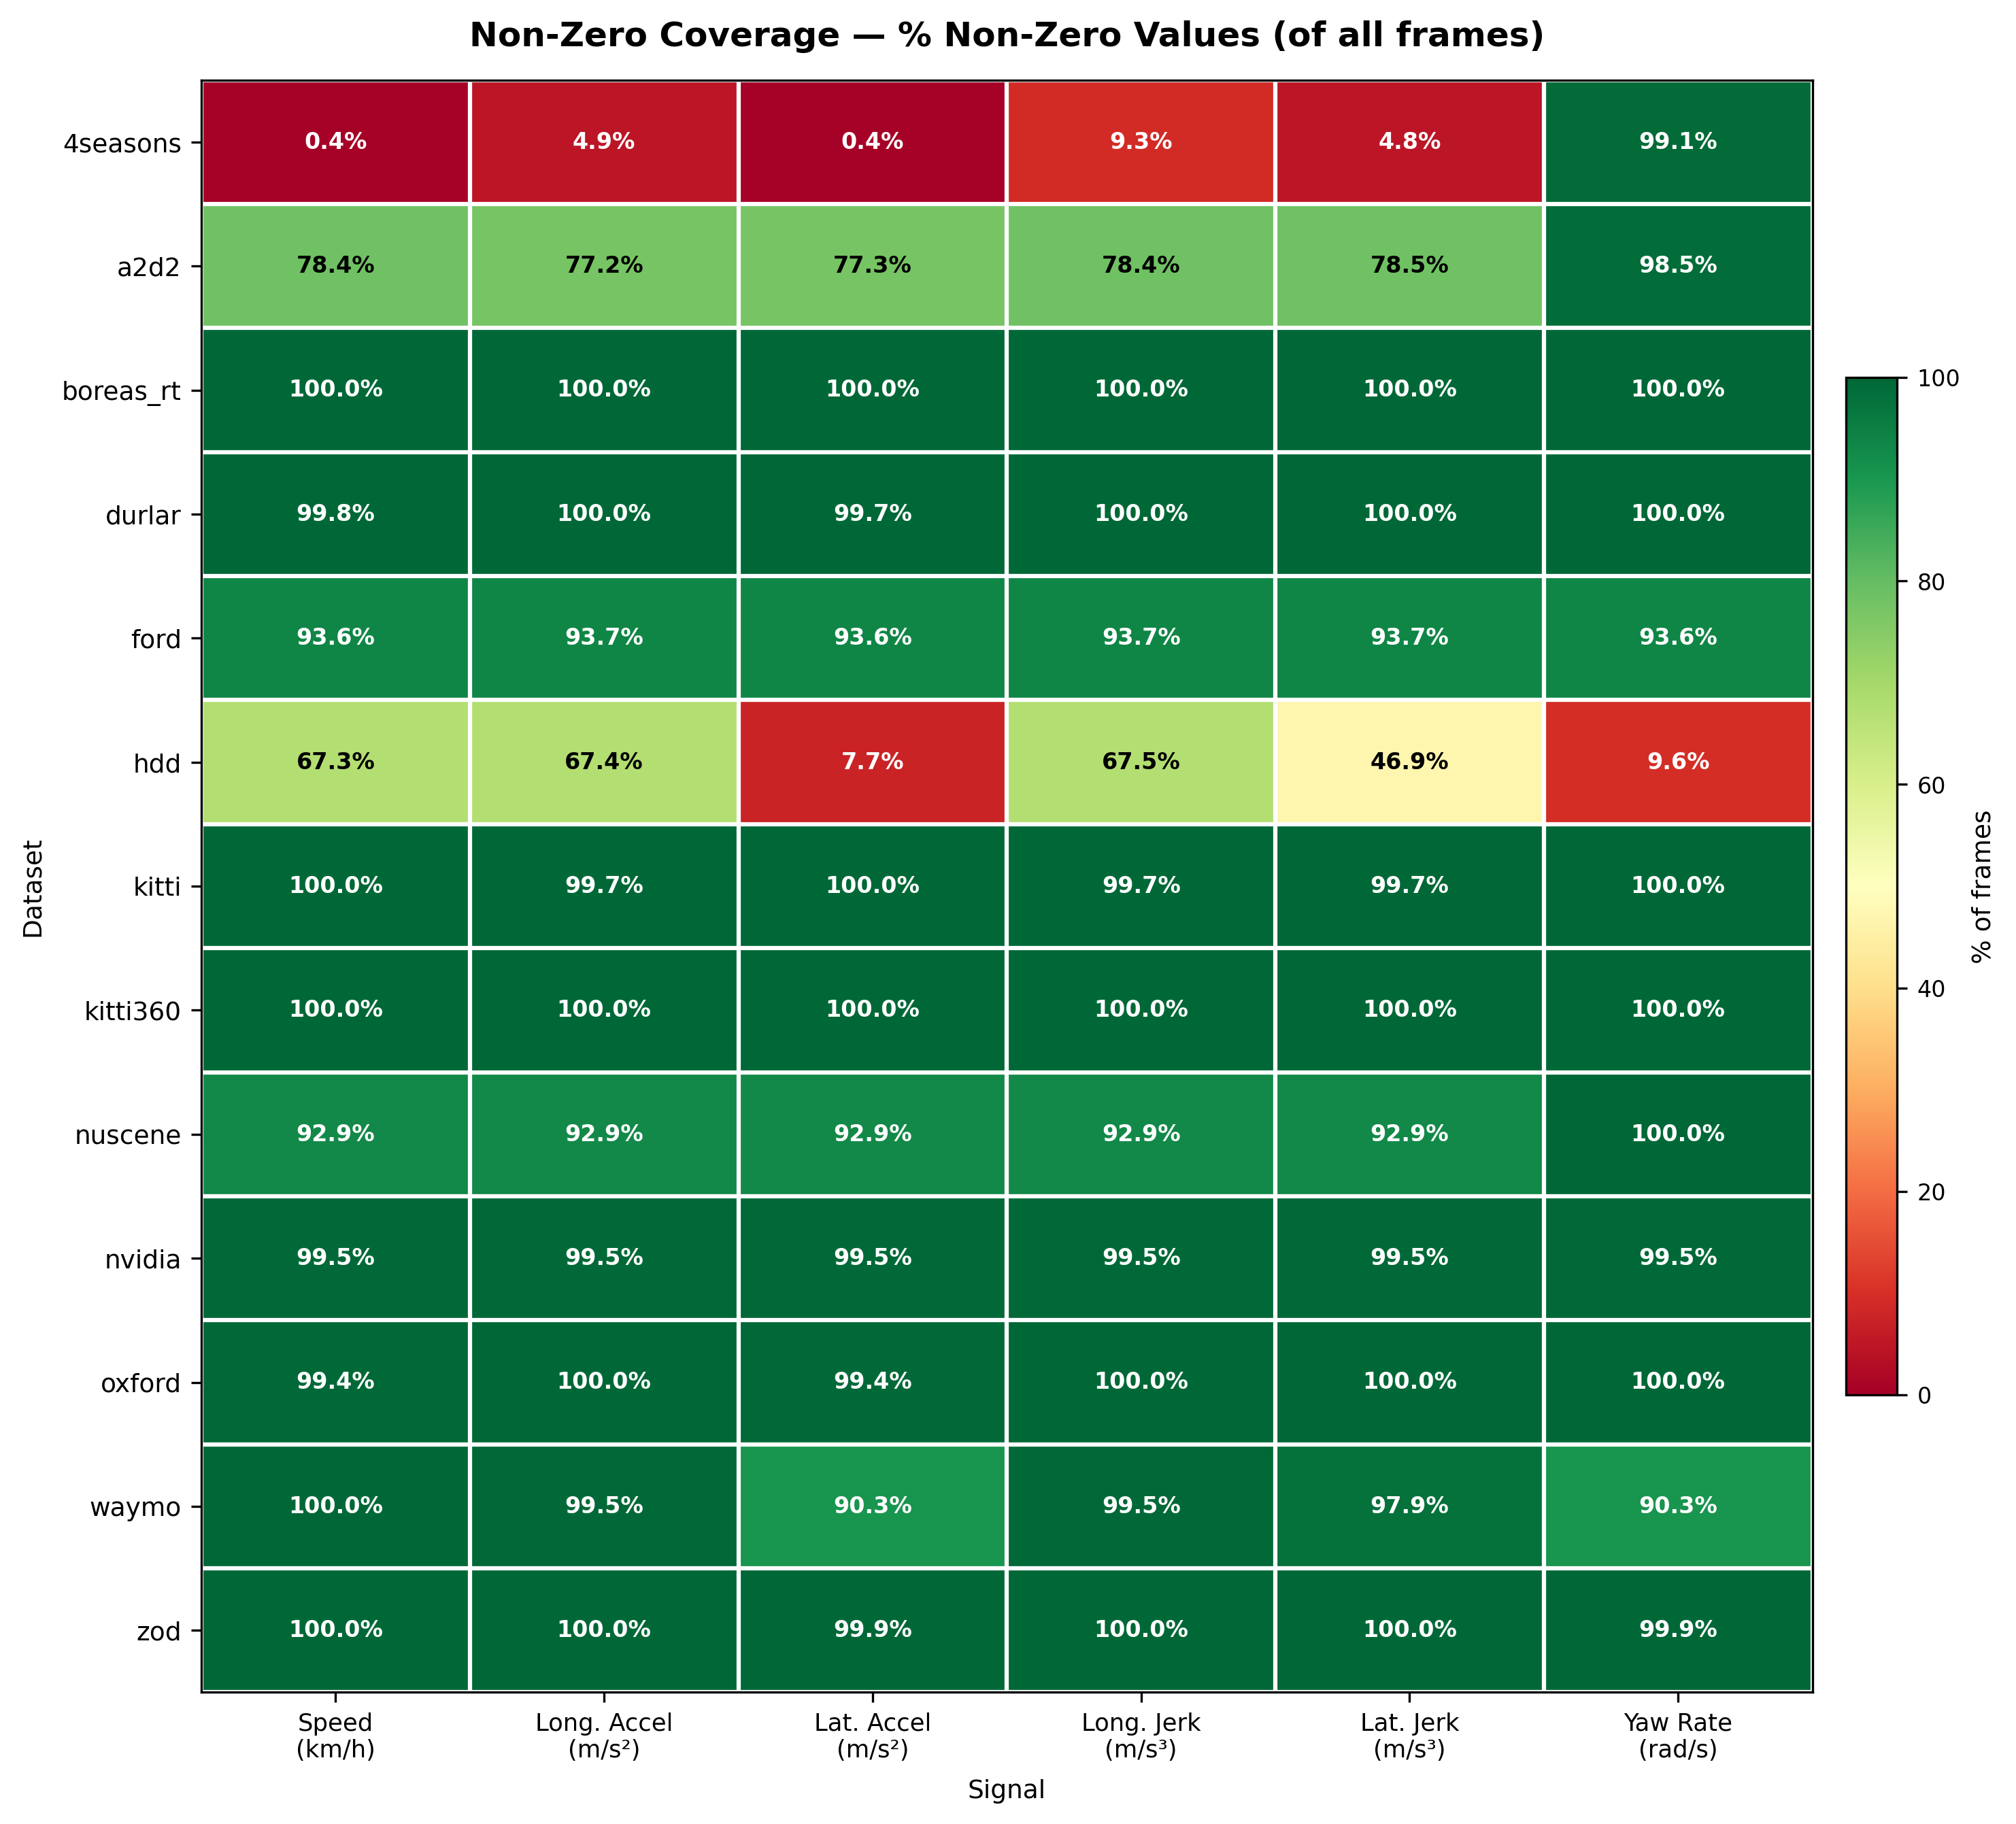 Non-Zero Coverage — % Non-Zero Values (of all frames)
4seasons 0.4% 4.9% 0.4% 9.3% 4.8% 99.1%
a2d2 78.4% 77.2% 77.3% 78.4% 78.5% 98.5%
boreas_rt 100.0% 100.0% 100.0% 100.0% 100.0% 100.0%
durlar 99.8% 100.0% 99.7% 100.0% 100.0% 100.0%
ford 93.6% 93.7% 93.6% 93.7% 93.7% 93.6%
hdd 67.3% 67.4% 7.7% 67.5% 46.9% 9.6%
kitti 100.0% 99.7% 100.0% 99.7% 99.7% 100.0%
kitti360 100.0% 100.0% 100.0% 100.0% 100.0% 100.0%
nuscene 92.9% 92.9% 92.9% 92.9% 92.9% 100.0%
nvidia 99.5% 99.5% 99.5% 99.5% 99.5% 99.5%
oxford 99.4% 100.0% 99.4% 100.0% 100.0% 100.0%
waymo 100.0% 99.5% 90.3% 99.5% 97.9% 90.3%
zod 100.0% 100.0% 99.9% 100.0% 100.0% 99.9%
Speed Long. Accel Lat. Accel Long. Jerk Lat. Jerk Yaw Rate
(km/h) (m/s²) (m/s²) (m/s³) (m/s³) (rad/s)
Signal
Dataset
100
80
60
40
20
0
% of frames